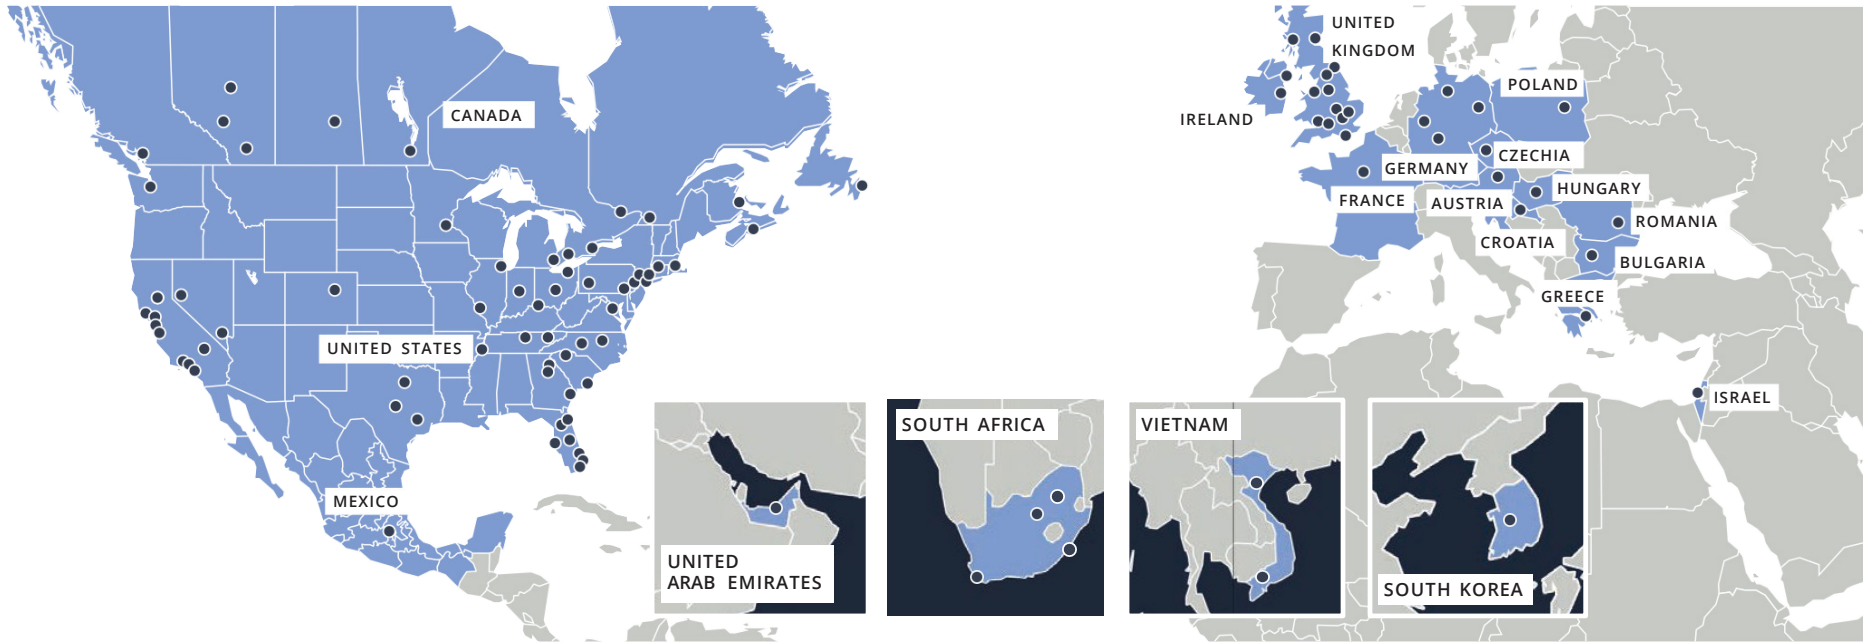 CANADA
UNITED STATES
MEXICO
UNITED
ARAB EMIRATES
SOUTH AFRICA
VIETNAM
SOUTH KOREA
UNITED
KINGDOM
IRELAND
POLAND
GERMANY
CZECHIA
FRANCE
AUSTRIA
HUNGARY
CROATIA
ROMANIA
BULGARIA
GREECE
ISRAEL